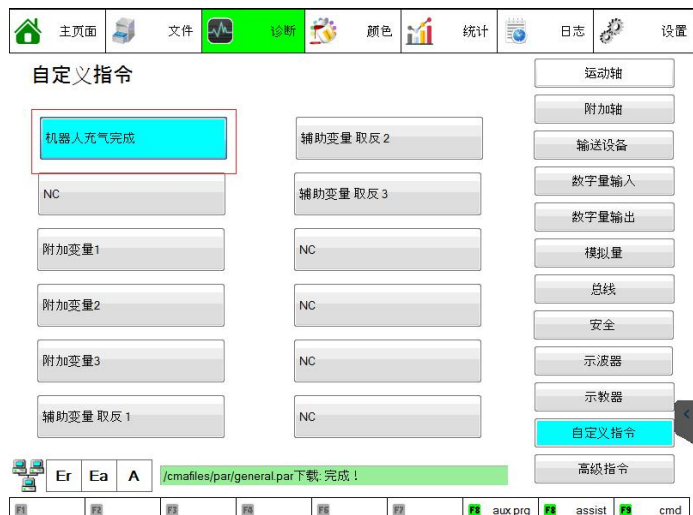 主页面 文件 诊断 颜色 统计 日志 设置
自定义指令
机器人充气完成
辅助变量 取反 2
NC
辅助变量 取反 3
附加变量1
NC
附加变量2
NC
附加变量3
NC
辅助变量 取反 1
NC
运动轴
附加轴
输送设备
数字量输入
数字量输出
模拟量
总线
安全
示波器
示教器
自定义指令
高级指令
Er Ea A /cmafiles/par/general.par下载: 完成！
F1 F2 F3 F4 F5 F6 F7 F8 aux prg F8 assist F9 cmd